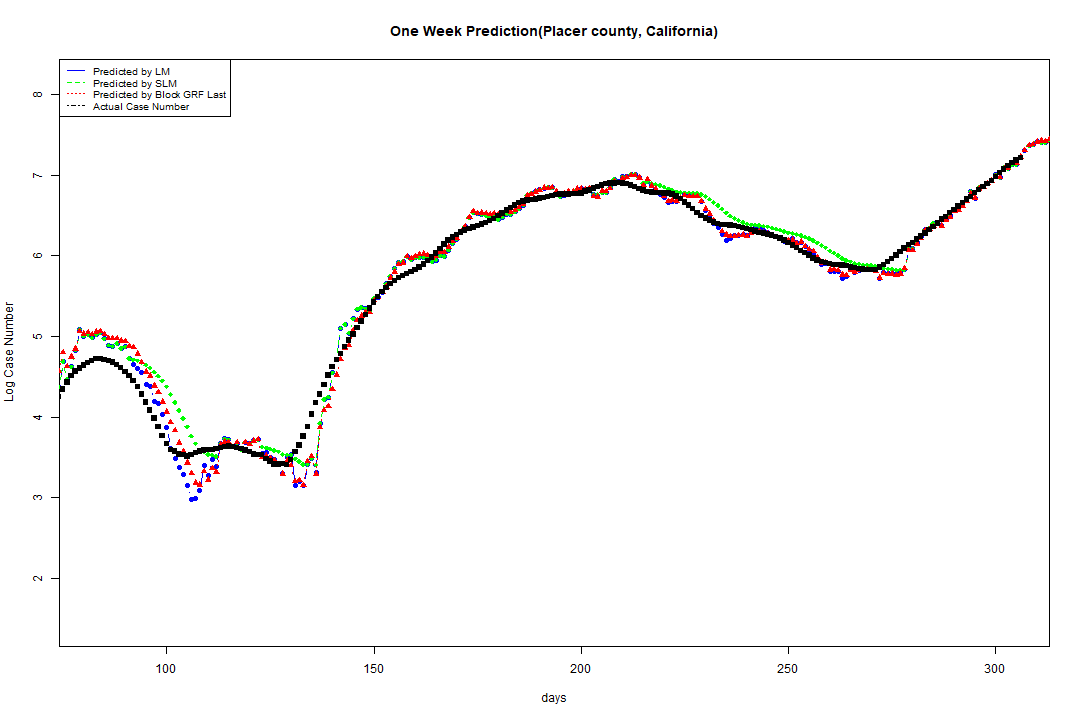 One Week Prediction(Placer county, California)
Predicted by LM
Predicted by SLM
Predicted by Block GRF Last
Actual Case Number
8
7
6
5
4
3
2
Log Case Number
100 150 200 250 300
days